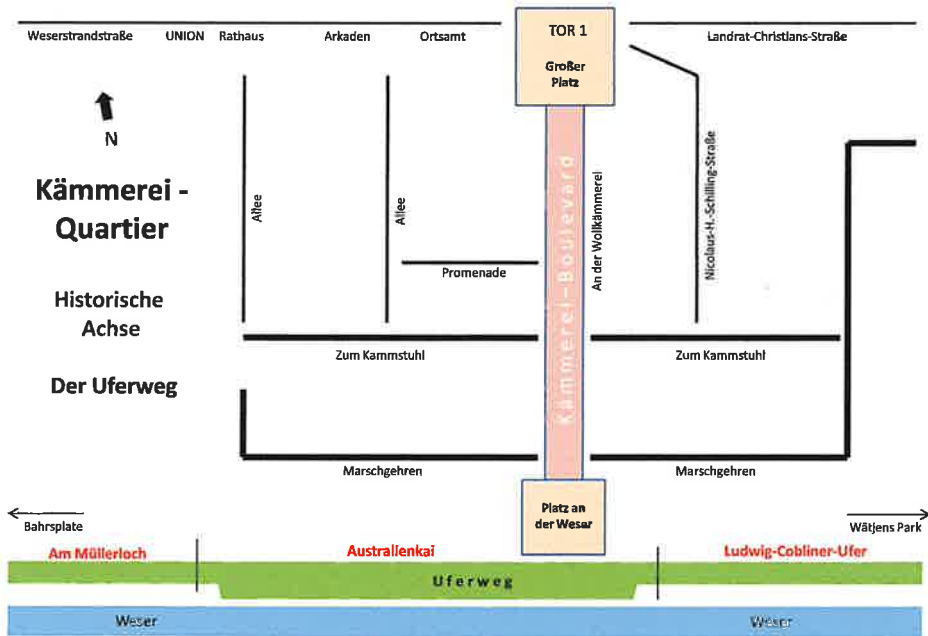 Weserstrandstraße UNION Rathaus Arkaden Ortsamt
TOR 1
Großer
Platz
Landrat-Christians-Straße
N
Kämmerei -
Quartier
Historische
Achse
Der Uferweg
Allee
Allee
Promenade
Kämmerei-Boulevard
An der Wollkämmerei
Nicolaus-H.-Schilling-Straße
Zum Kammstuhl
Zum Kammstuhl
Marschgehren
Marschgehren
Platz an
der Weser
Bahrsplate
Wätjens Park
Am Müllerloch
Australienkai
Ludwig-Cobliner-Ufer
Uferweg
Weser
Weser